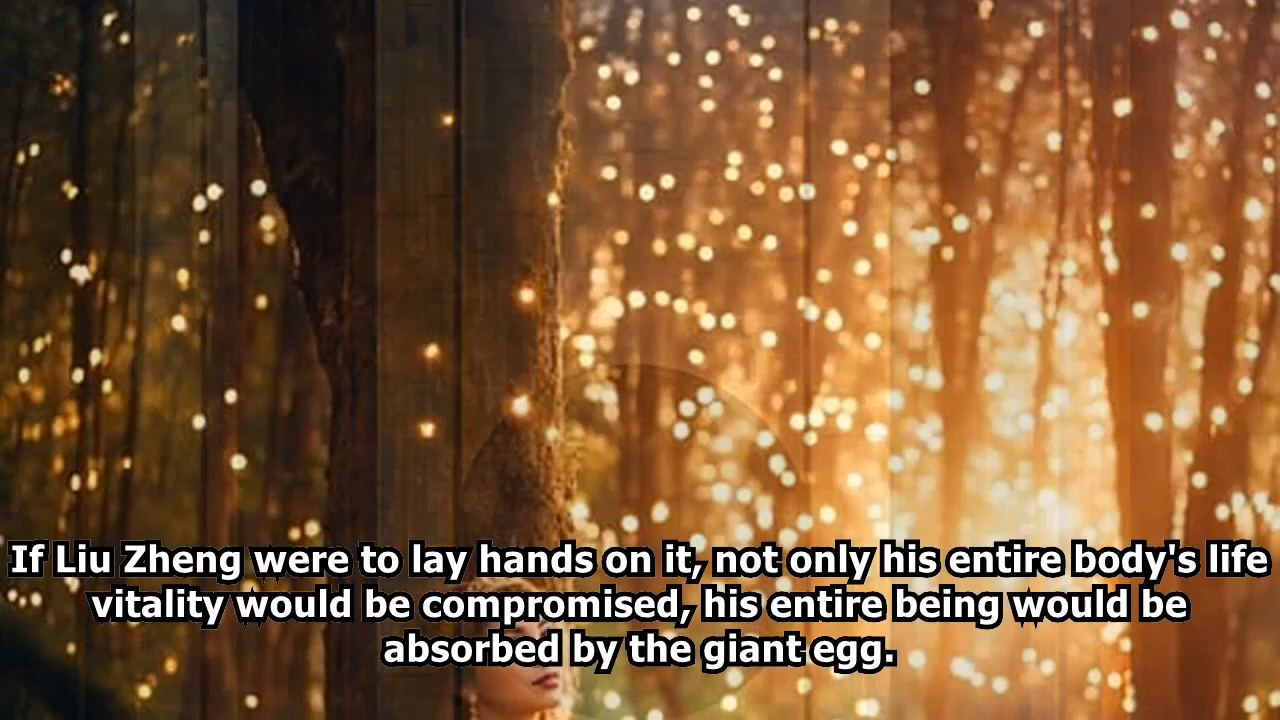 If Liu Zheng were to lay hands on it, not only his entire body's life
vitality would be compromised, his entire being would be
absorbed by the giant egg.